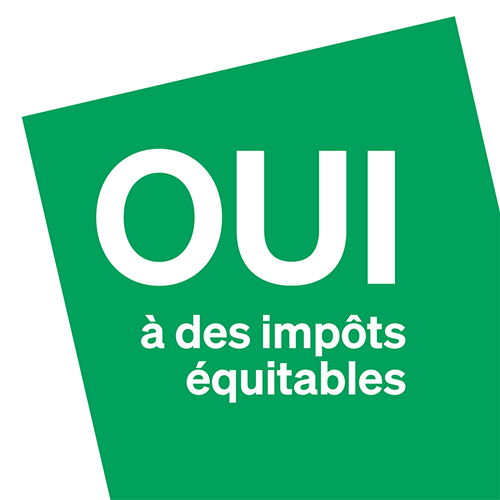 OUI
à des impôts
équitables